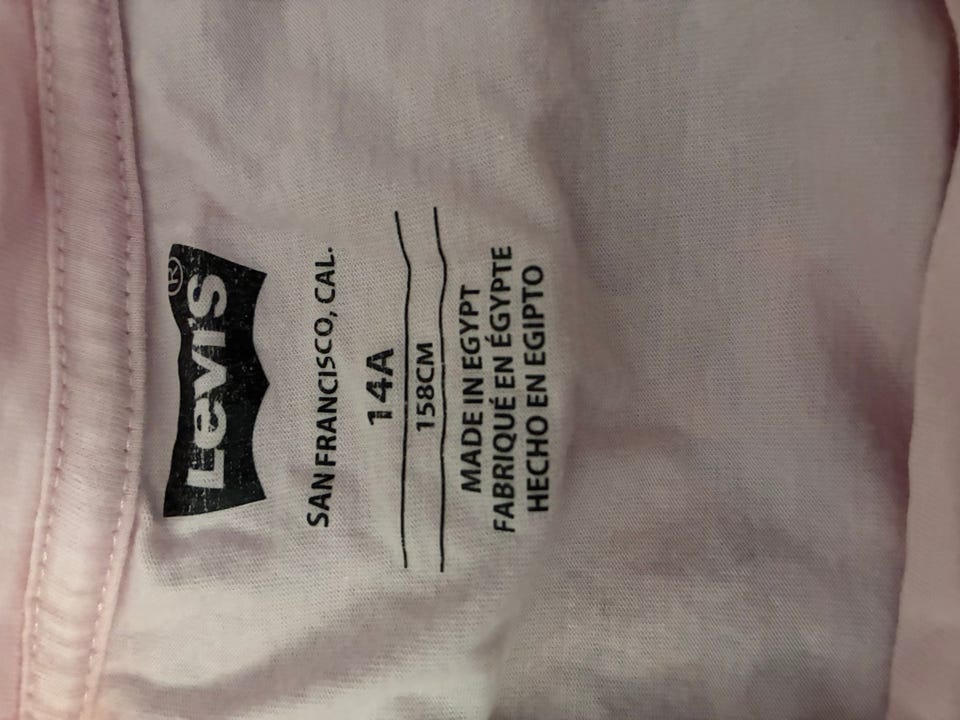 Levi's®
SAN FRANCISCO, CAL.
14A
158CM
MADE IN EGYPT
FABRIQUÉ EN ÉGYPTE
HECHO EN EGIPTO